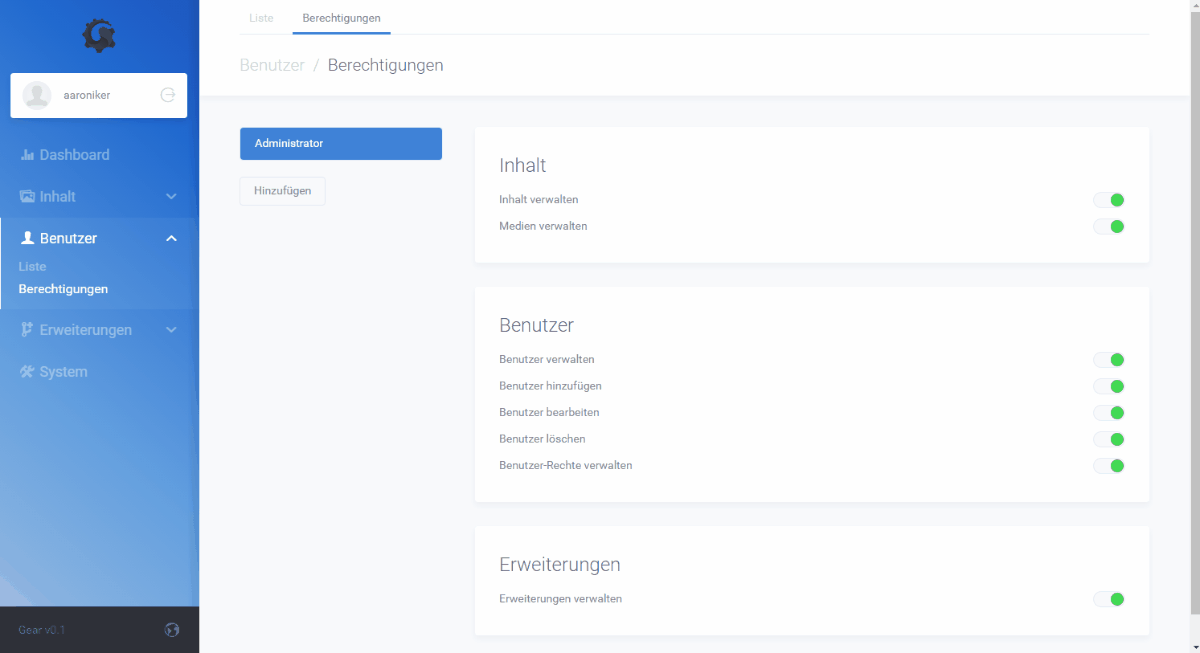 aaroniker
Dashboard
Inhalt
Benutzer
Liste
Berechtigungen
Erweiterungen
System
Gear v0.1
Liste
Berechtigungen
Benutzer / Berechtigungen
Administrator
Hinzufügen
Inhalt
Inhalt verwalten
Medien verwalten
Benutzer
Benutzer verwalten
Benutzer hinzufügen
Benutzer bearbeiten
Benutzer löschen
Benutzer-Rechte verwalten
Erweiterungen
Erweiterungen verwalten